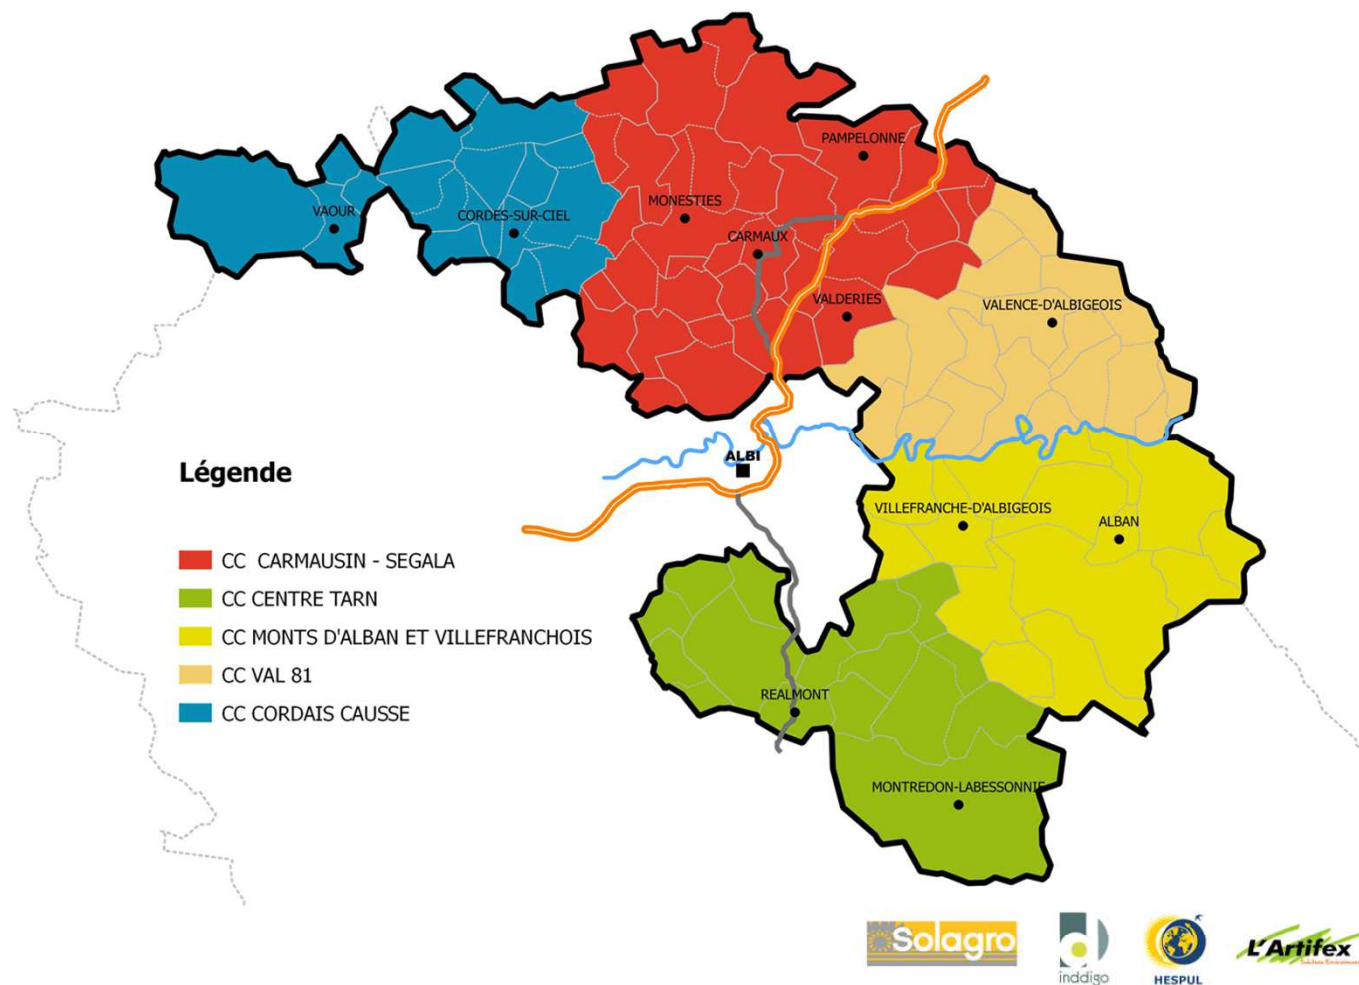 PAMPELONNE
MONESTIES
VAOUR
CORDES-SUR-CIEL
CARMAUX
VALDERIES
VALENCE-D'ALBIGEOIS
ALBI
Légende
VILLEFRANCHE-D'ALBIGEOIS
ALBAN
CC CARMAUSIN - SEGALA
CC CENTRE TARN
CC MONTS D'ALBAN ET VILLEFRANCHOIS
CC VAL 81
CC CORDAIS CAUSSE
REALMONT
MONTREDON-LABESSONNIE
Solagro
inddigo
HESPUL
L'Artifex